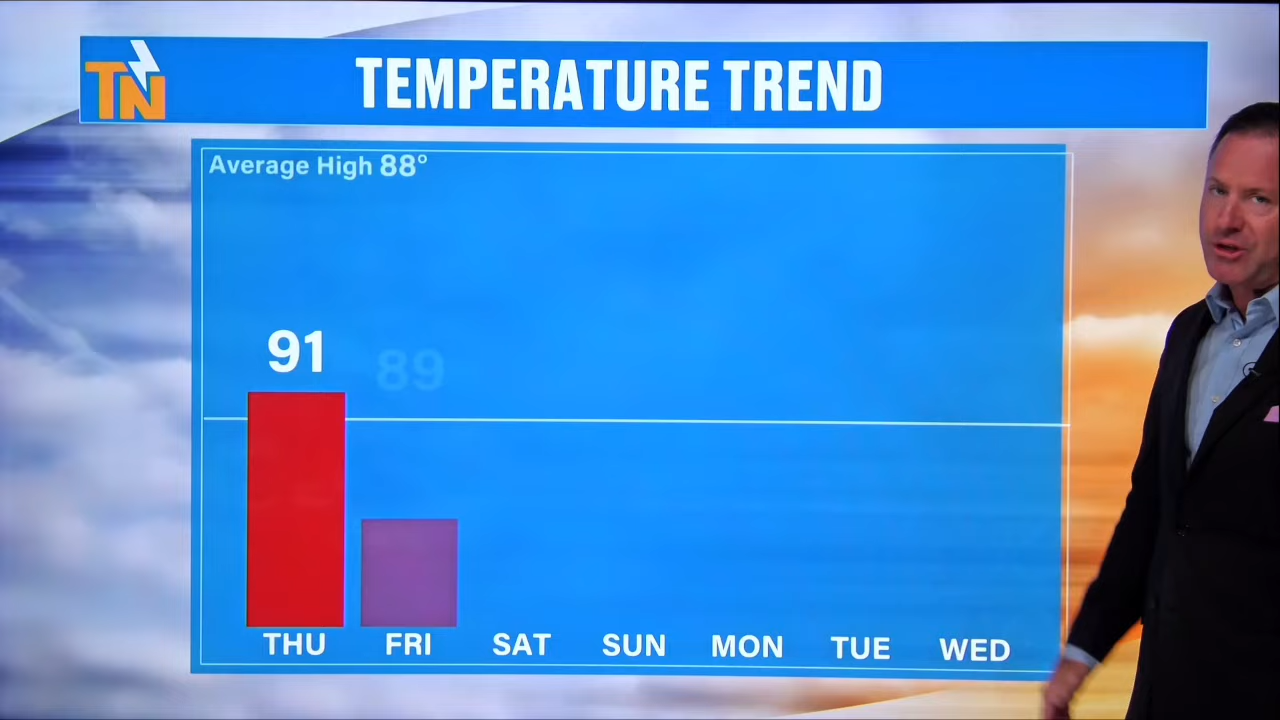 TN
TEMPERATURE TREND
Average High 88°
91
89
THU FRI SAT SUN MON TUE WED